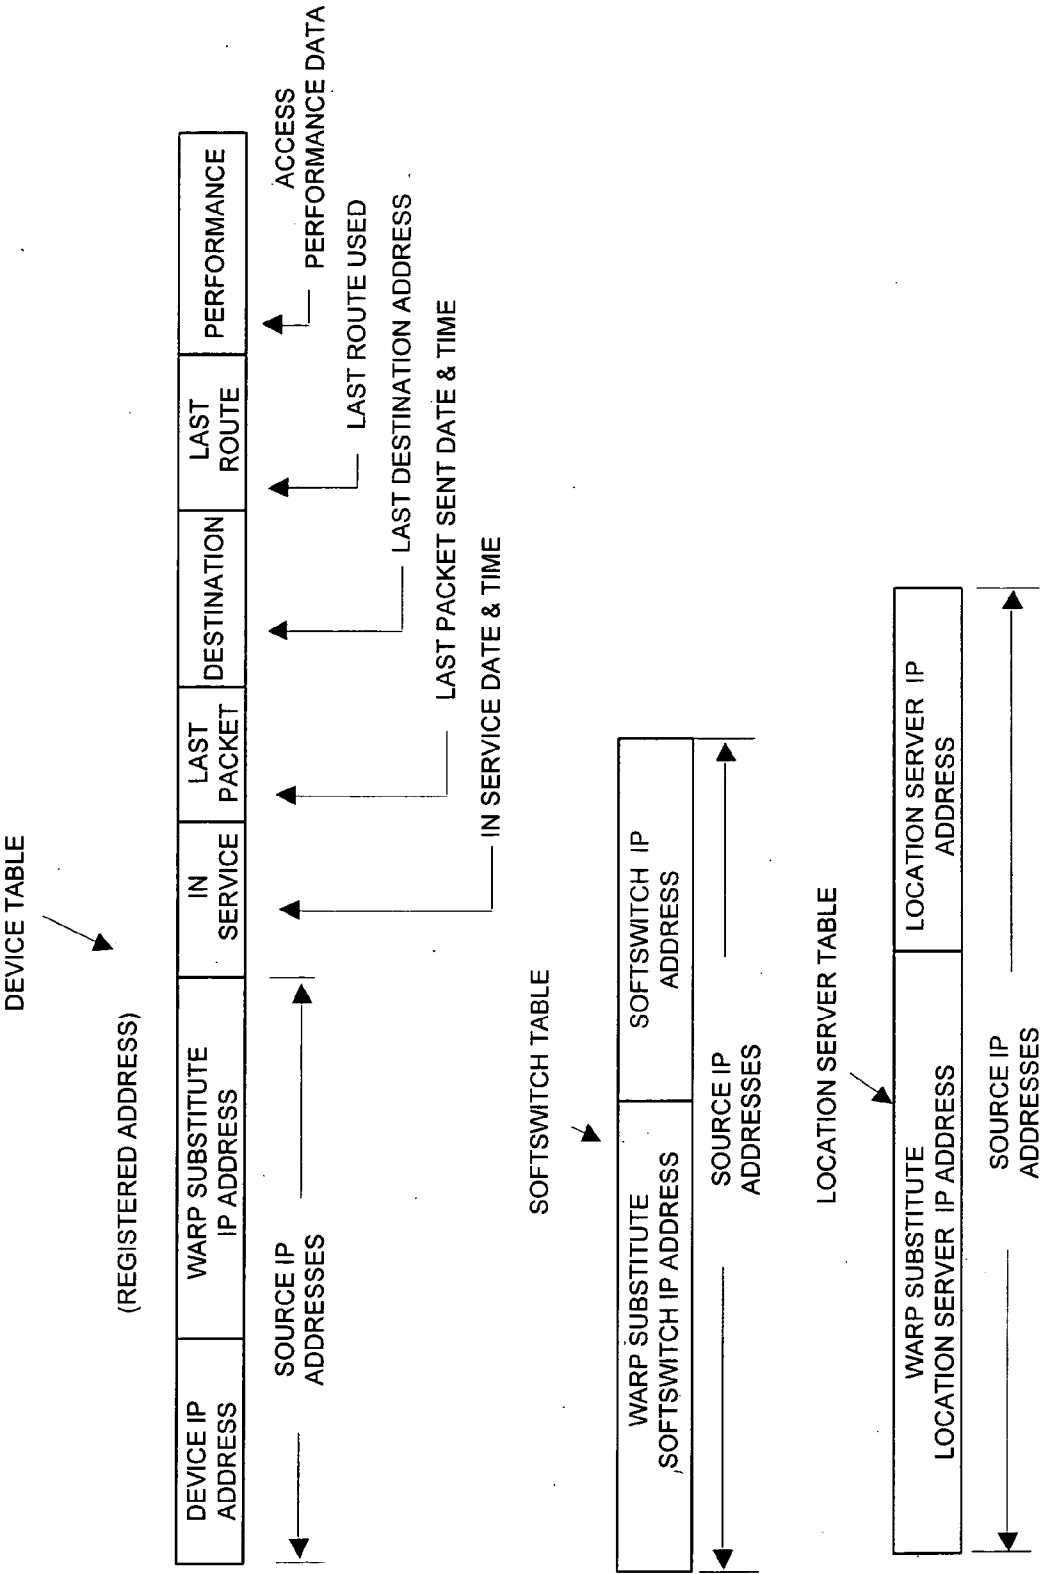 DEVICE TABLE
(REGISTERED ADDRESS)
DEVICE IP
ADDRESS
WARP SUBSTITUTE
IP ADDRESS
IN
SERVICE
LAST
PACKET
DESTINATION
LAST
ROUTE
PERFORMANCE
SOURCE IP
ADDRESSES
ACCESS
PERFORMANCE DATA
LAST ROUTE USED
LAST DESTINATION ADDRESS
LAST PACKET SENT DATE & TIME
IN SERVICE DATE & TIME
SOFTSWITCH TABLE
WARP SUBSTITUTE
SOFTSWITCH IP ADDRESS
SOFTSWITCH IP
ADDRESS
SOURCE IP
ADDRESSES
LOCATION SERVER TABLE
WARP SUBSTITUTE
LOCATION SERVER IP ADDRESS
LOCATION SERVER IP
ADDRESS
SOURCE IP
ADDRESSES